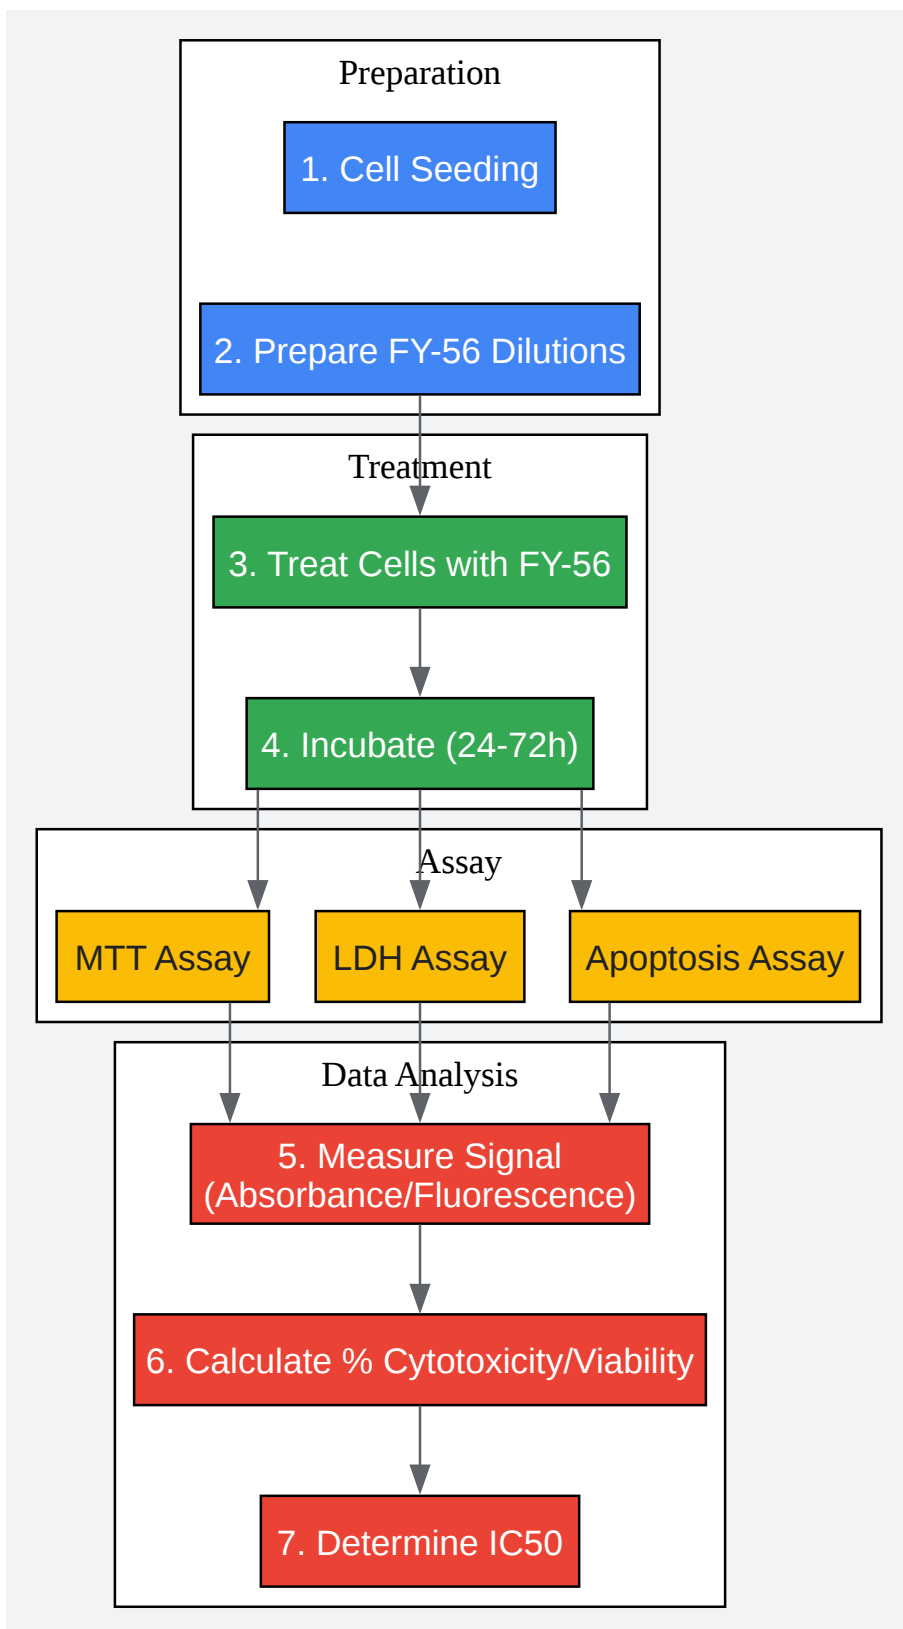 Preparation
1. Cell Seeding
2. Prepare FY-56 Dilutions
Treatment
3. Treat Cells with FY-56
4. Incubate (24-72h)
Assay
MTT Assay
LDH Assay
Apoptosis Assay
Data Analysis
5. Measure Signal
(Absorbance/Fluorescence)
6. Calculate % Cytotoxicity/Viability
7. Determine IC50